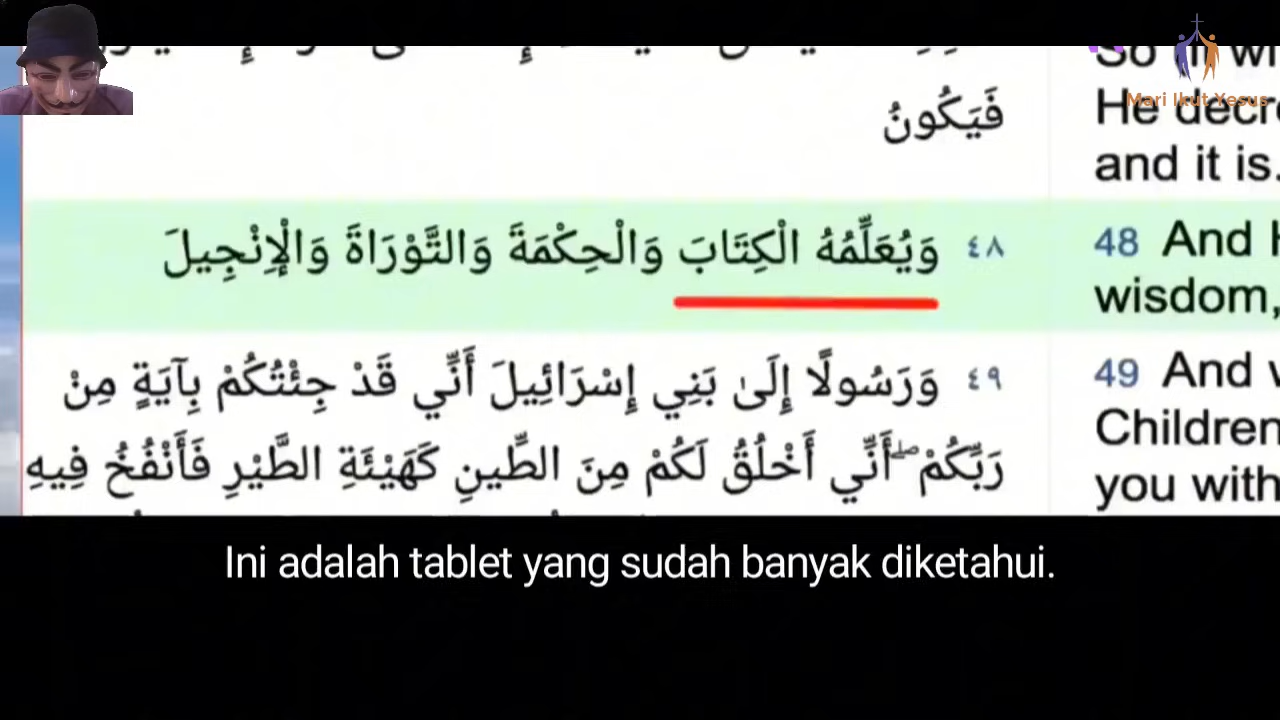 Mari Ikut Yesus
He
and it is.
فَيَكُونُ
٤٨ وَيُعَلِّمُهُ الْكِتَابَ وَالْحِكْمَةَ وَالتَّوْرَاةَ وَالْإِنْجِيلَ
48 And
wisdom,
٤٩ وَرَسُولًا إِلَىٰ بَنِي إِسْرَائِيلَ أَنِّي قَدْ جِئْتُكُمْ بِآيَةٍ مِنْ
رَبِّكُمْ ۖ أَنِّي أَخْلُقُ لَكُمْ مِنَ الطِّينِ كَهَيْئَةِ الطَّيْرِ فَأَنْفُخُ فِيهِ
49 And
Children
you with
Ini adalah tablet yang sudah banyak diketahui.